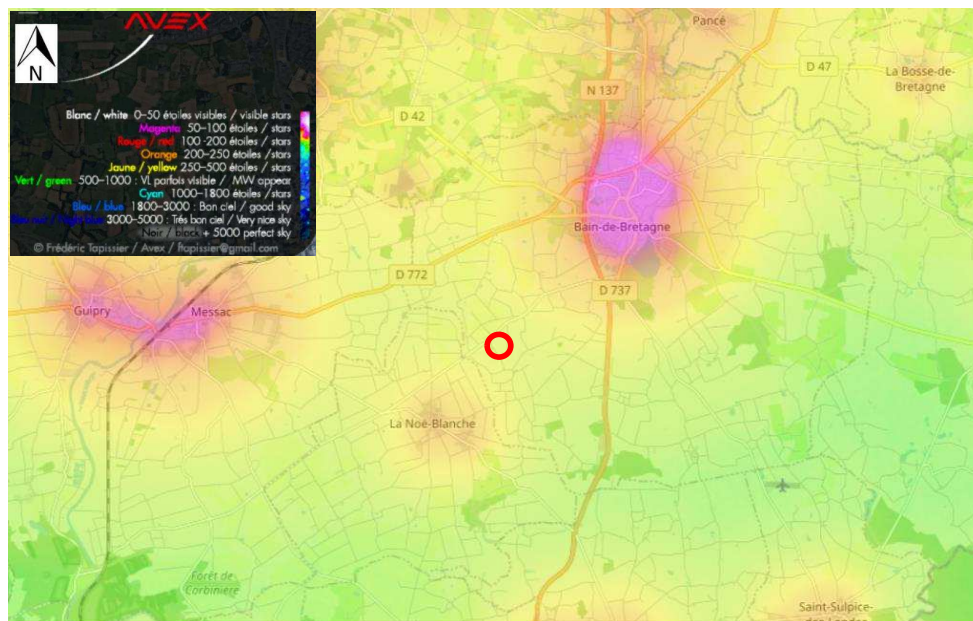 AVEX
N
Blanc / white 0–50 étoiles visibles / visible stars
Magenta 50–100 étoiles / stars
Rouge / red 100-200 étoiles / stars
Orange 200–250 étoiles / stars
Jaune / yellow 250–500 étoiles / stars
Vert / green 500–1000 : VL parfois visible / MW appear
Cyan 1000–1800 étoiles /stars
Bleu / blue 1800–3000 : Bon ciel / good sky
3000–5000 : Trés bon ciel / Very nice sky
Noir / black + 5000 perfect sky
© Frédéric Tapissier / Avex / ftapissier@gmail.com
Pancé
D 47
La Bosse-de-
Bretagne
N 137
D 42
Bain-de-Bretagne
D 772
D 737
Guipry
Messac
La Noë-Blanche
Forêt de
Corbinière
Saint-Sulpice-
des-Landes